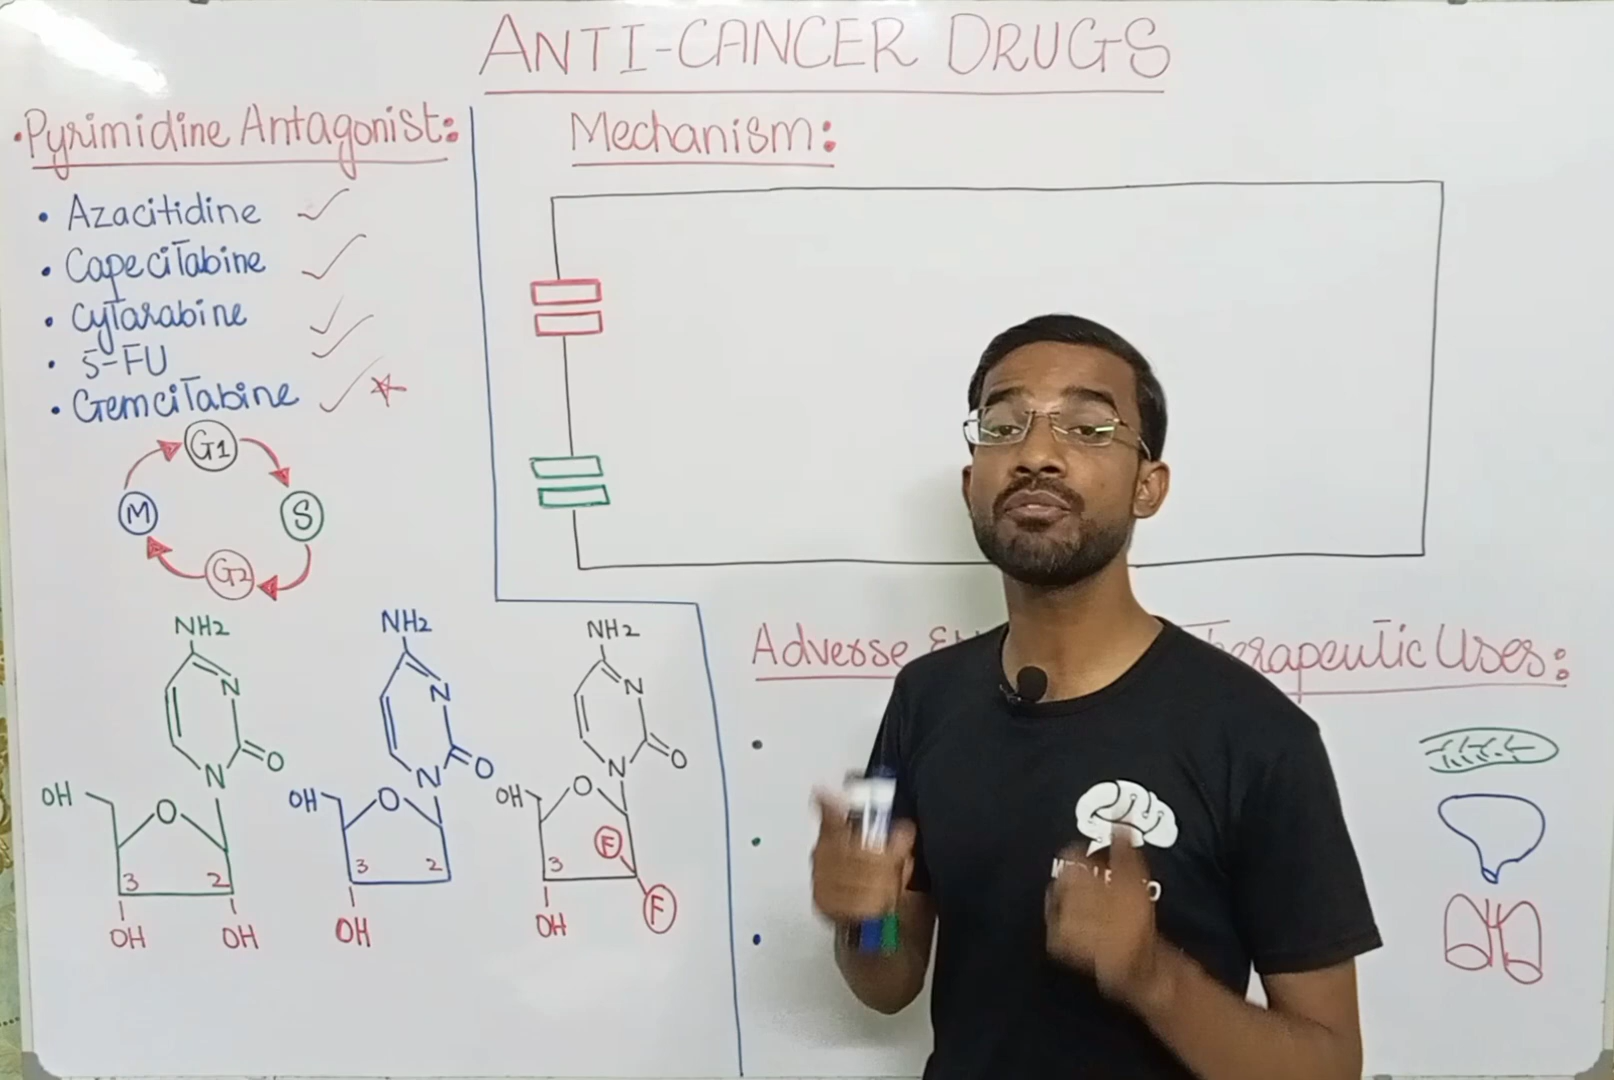 ANTI-CANCER DRUGS
•Pyrimidine Antagonist:
• Azacitidine
• Capecitabine
• Cytarabine
• 5-FU
• Gemcitabine
G1
M
S
G2
Mechanism:
NH2
N
N
O
OH
O
3
2
OH
OH
NH2
N
N
O
OH
O
3
2
OH
NH2
N
N
O
OH
O
F
3
OH
F
Adverse
Therapeutic Uses: